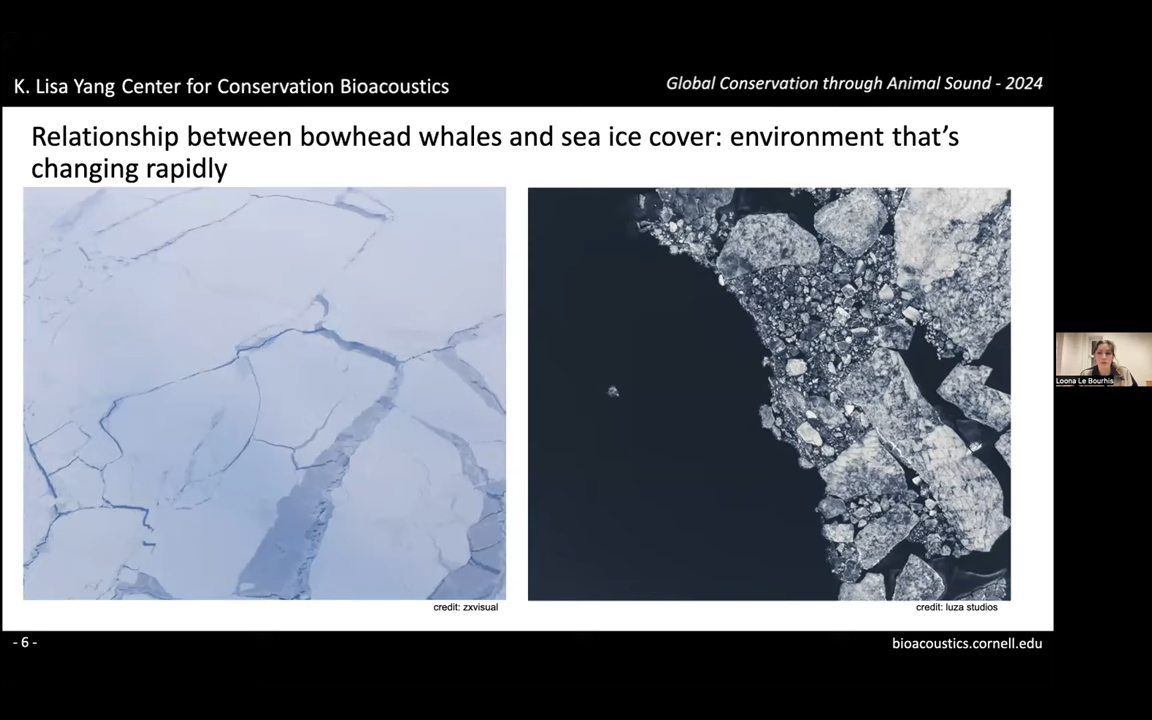 K. Lisa Yang Center for Conservation Bioacoustics
Global Conservation through Animal Sound - 2024
Relationship between bowhead whales and sea ice cover: environment that's
changing rapidly
credit: zxvisual
credit: luza studios
Loona Le Bourhis
- 6 -
bioacoustics.cornell.edu